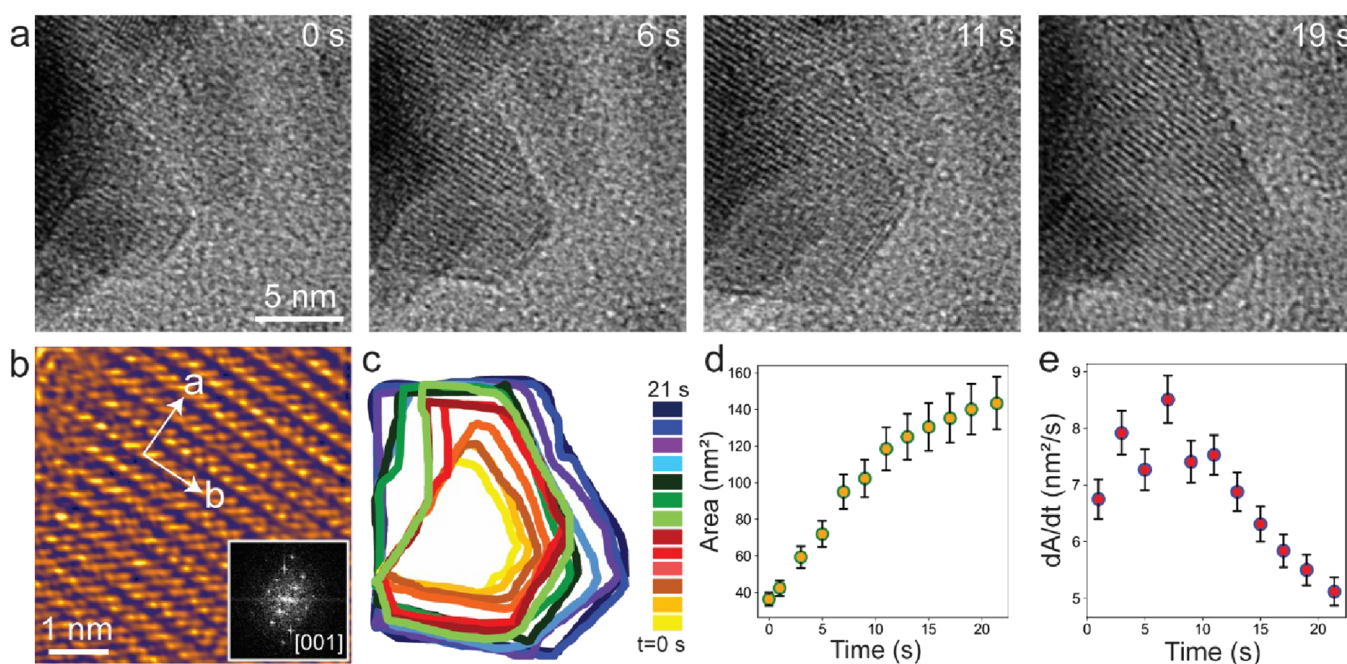 a
0 s
6 s
11 s
19 s
5 nm
b
a
b
1 nm
[001]
c
21 s
t=0 s
d
Area (nm²)
160
140
120
100
80
60
40
0
5
10
15
20
Time (s)
e
dA/dt (nm²/s)
9
8
7
6
5
0
5
10
15
20
Time (s)